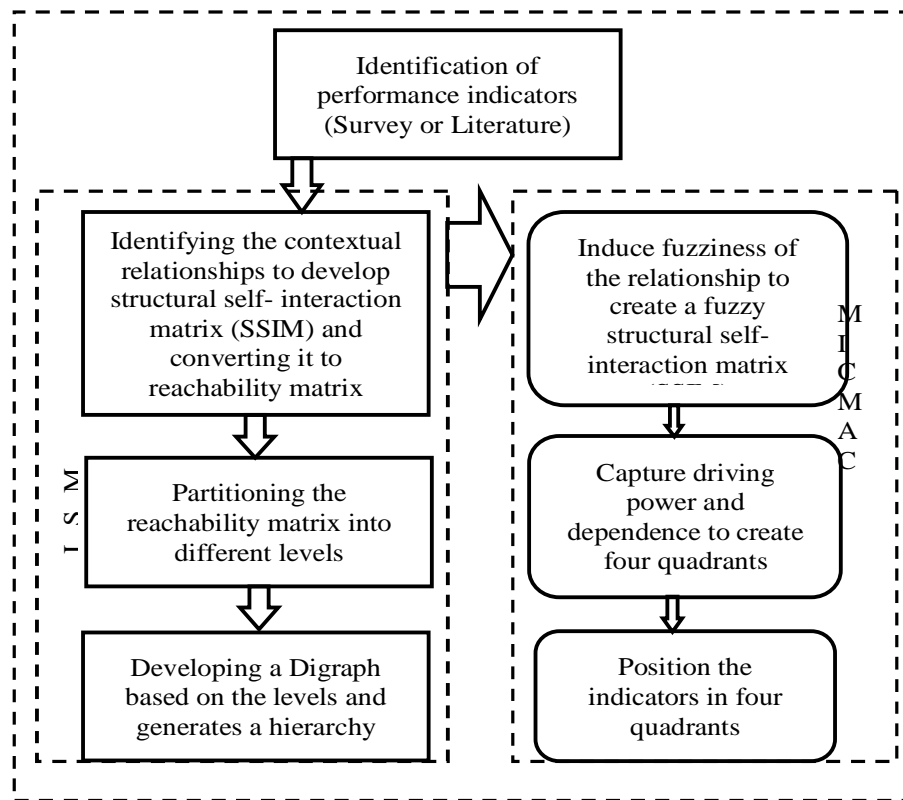 Identification of
performance indicators
(Survey or Literature)
Identifying the contextual
relationships to develop
structural self- interaction
matrix (SSIM) and
converting it to
reachability matrix
Partitioning the
reachability matrix into
different levels
Developing a Digraph
based on the levels and
generates a hierarchy
ISM
Induce fuzziness of
the relationship to
create a fuzzy
structural self-
interaction matrix
Capture driving
power and
dependence to create
four quadrants
Position the
indicators in four
quadrants
M
I
C
M
A
C